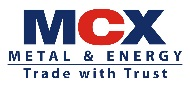 MCX
METAL & ENERGY
Trade with Trust